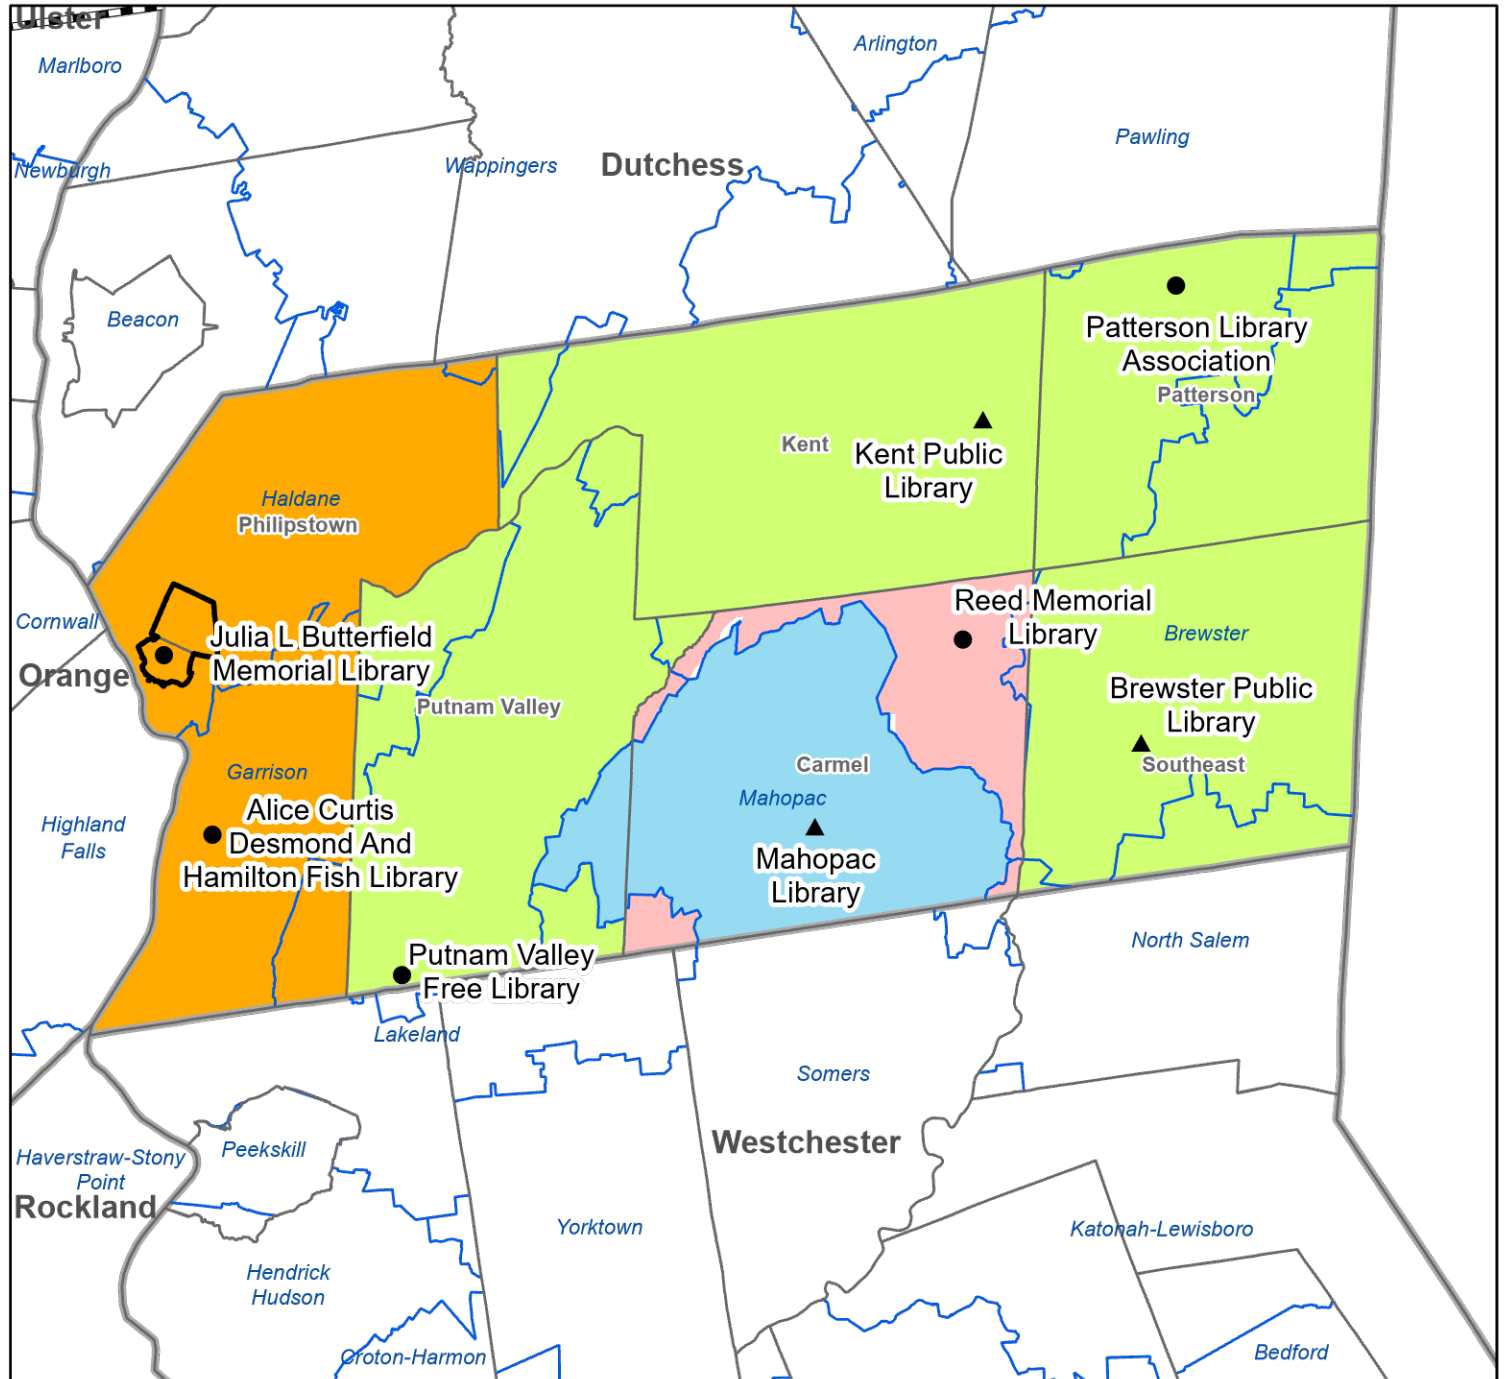 Ulster
Marlboro
Arlington
Pawling
Newburgh
Wappingers
Dutchess
Beacon
Patterson Library
Association
Patterson
Kent
Kent Public
Library
Haldane
Philipstown
Cornwall
Orange
Julia L Butterfield
Memorial Library
Reed Memorial
Library
Brewster
Putnam Valley
Brewster Public
Library
Southeast
Carmel
Mahopac
Garrison
Highland
Falls
Alice Curtis
Desmond And
Hamilton Fish Library
Mahopac
Library
Putnam Valley
Free Library
North Salem
Lakeland
Somers
Westchester
Peekskill
Haverstraw-Stony
Point
Rockland
Yorktown
Katonah-Lewisboro
Hendrick
Hudson
Croton-Harmon
Bedford